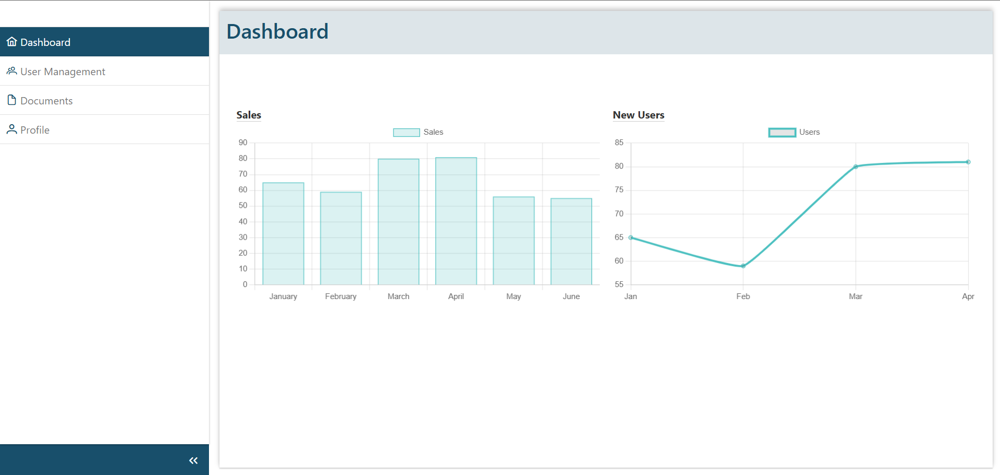 Dashboard
User Management
Documents
Profile
Dashboard
Sales
Sales
90
80
70
60
50
40
30
20
10
0
January February March April May June
New Users
Users
85
80
75
70
65
60
55
Jan Feb Mar Apr